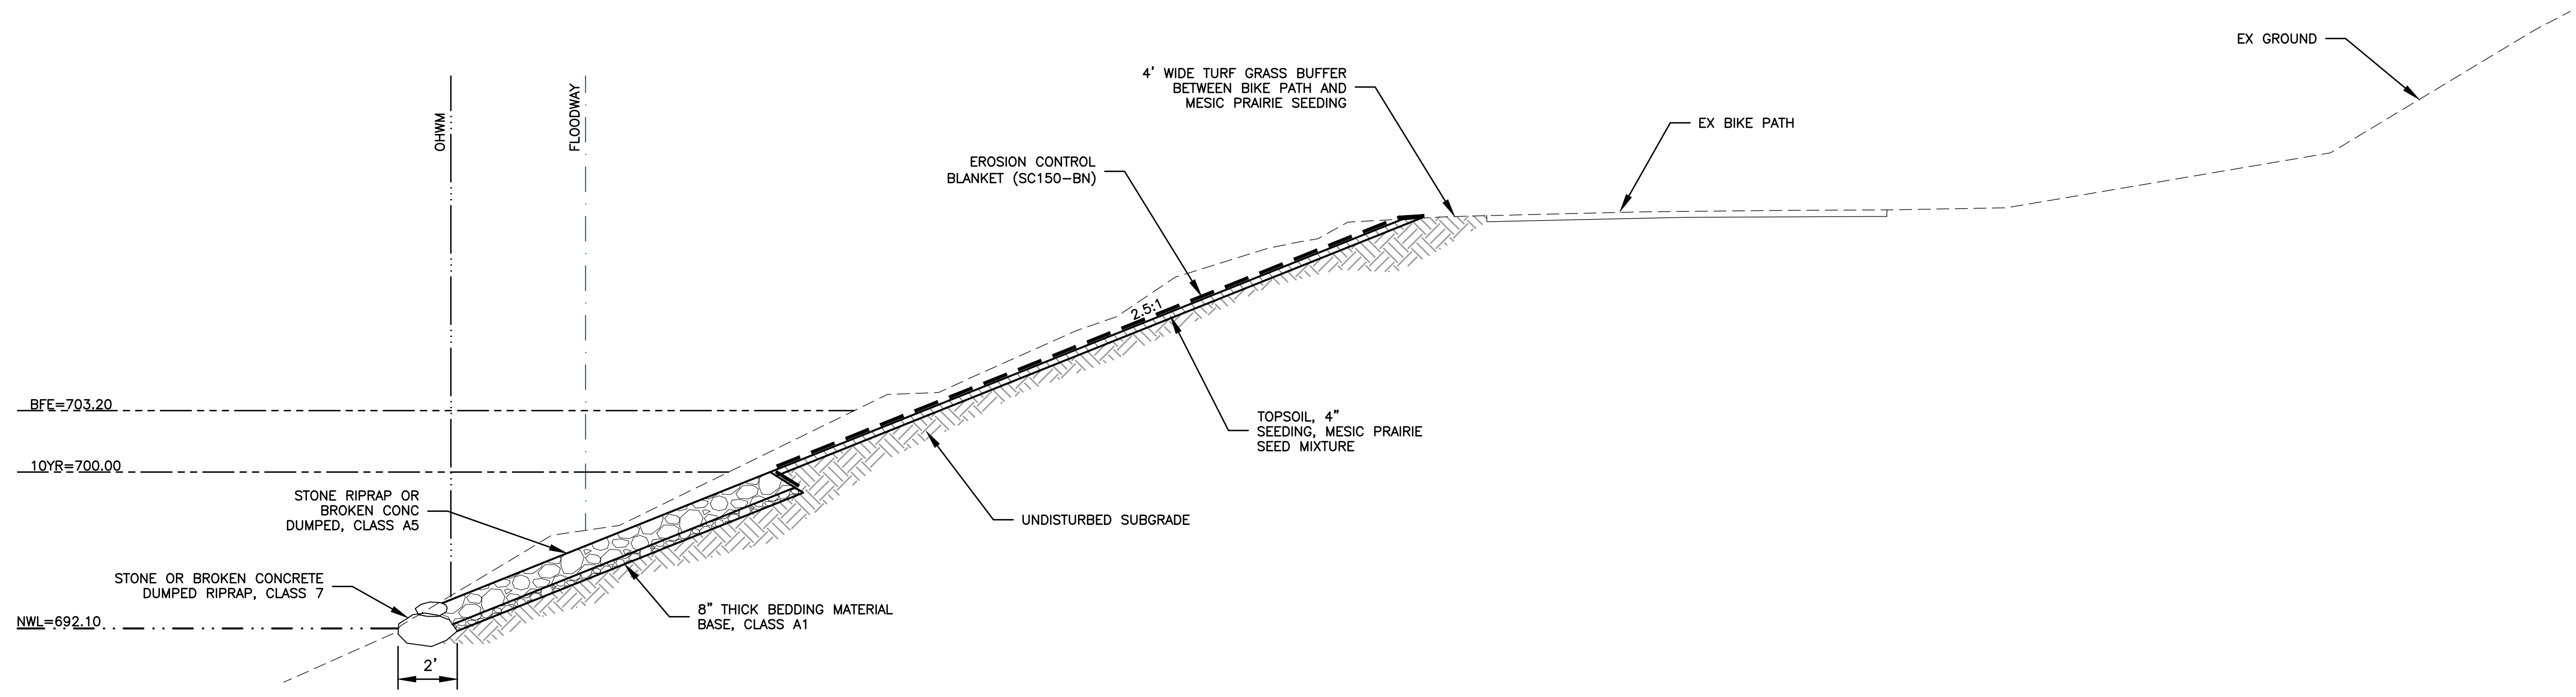 EX GROUND
4' WIDE TURF GRASS BUFFER
BETWEEN BIKE PATH AND
MESIC PRAIRIE SEEDING
OHWM
FLOODWAY
EX BIKE PATH
EROSION CONTROL
BLANKET (SC150-BN)
2.5:1
BFE=703.20
TOPSOIL, 4"
SEEDING, MESIC PRAIRIE
SEED MIXTURE
10YR=700.00
STONE RIPRAP OR
BROKEN CONC
DUMPED, CLASS A5
UNDISTURBED SUBGRADE
STONE OR BROKEN CONCRETE
DUMPED RIPRAP, CLASS 7
8" THICK BEDDING MATERIAL
BASE, CLASS A1
NWL=692.10
2'